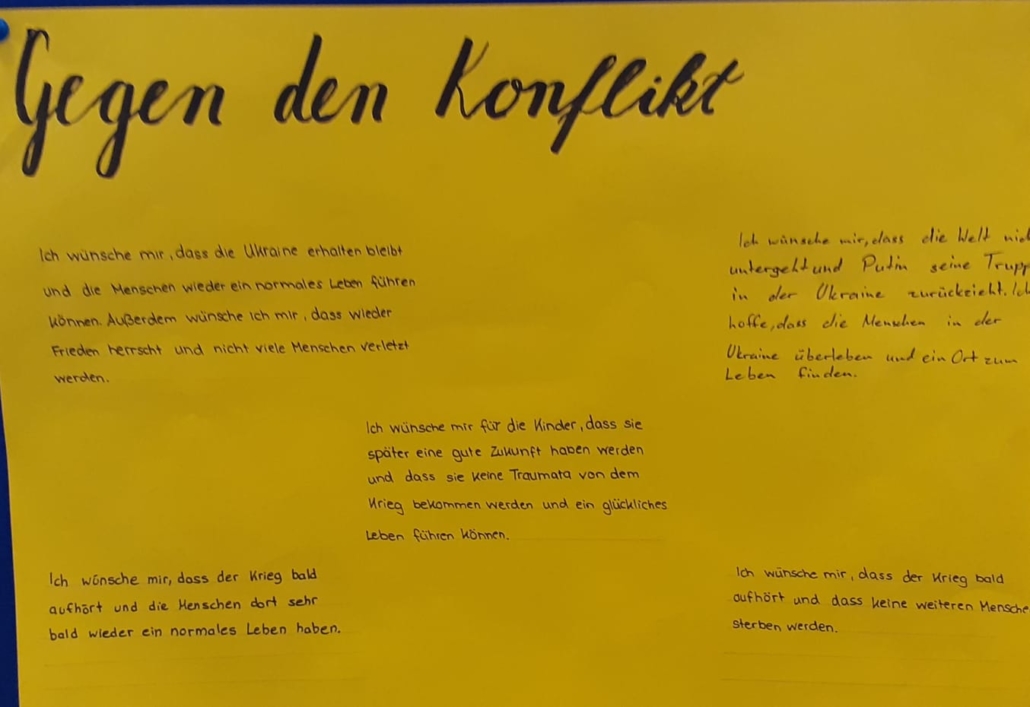 Gegen den Konflikt
Ich wünsche mir, dass die Ukraine erhalten bleibt
und die Menschen wieder ein normales Leben führen
können. Außerdem wünsche ich mir, dass wieder
Frieden herrscht und nicht viele Menschen verletzt
werden.
Ich wünsche mir, dass die Welt
untergeht und Putin seine
in der Ukraine zurückzieht. Ich
hoffe, dass die Menschen in der
Ukraine überleben und ein Ort zum
Leben finden.
Ich wünsche mir für die Kinder, dass sie
später eine gute Zukunft haben werden
und dass sie keine Traumata von dem
Krieg bekommen werden und ein glückliches
Leben führen können.
Ich wünsche mir, dass der Krieg bald
aufhört und die Menschen dort sehr
bald wieder ein normales Leben haben.
Ich wünsche mir, dass der Krieg bald
aufhört und dass keine weiteren Mensche
sterben werden.